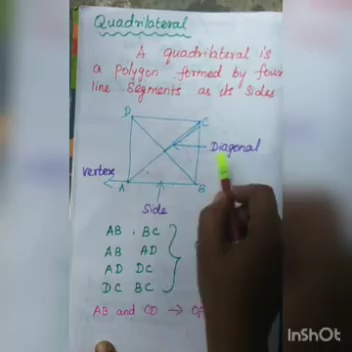 Quadrilateral
A quadrilateral is
a polygon formed by four
line segments as its sides
D
C
Diagonal
vertex
A
B
Side
AB , BC
AB AD
AD DC
DC BC
AB and CD →
InShot